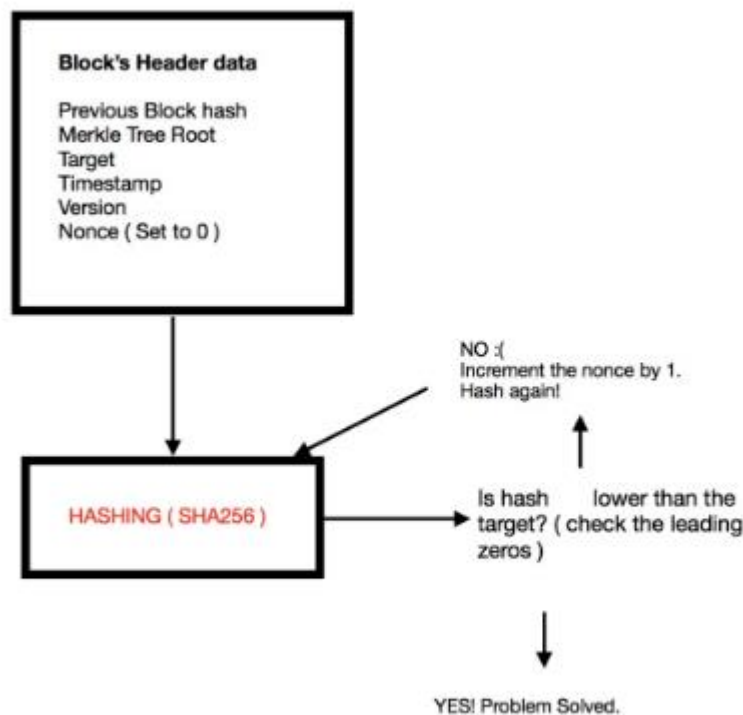 Block's Header data
Previous Block hash
Merkle Tree Root
Target
Timestamp
Version
Nonce ( Set to 0 )
NO :(
Increment the nonce by 1.
Hash again!
HASHING ( SHA256 )
Is hash lower than the
target? ( check the leading
zeros )
YES! Problem Solved.